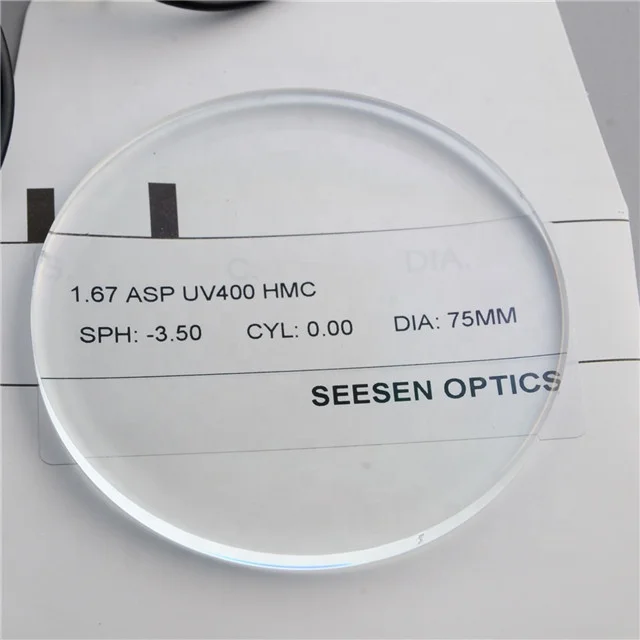 C. DIA.
1.67 ASP UV400 HMC
SPH: -3.50 CYL: 0.00 DIA: 75MM
SEESEN OPTICS